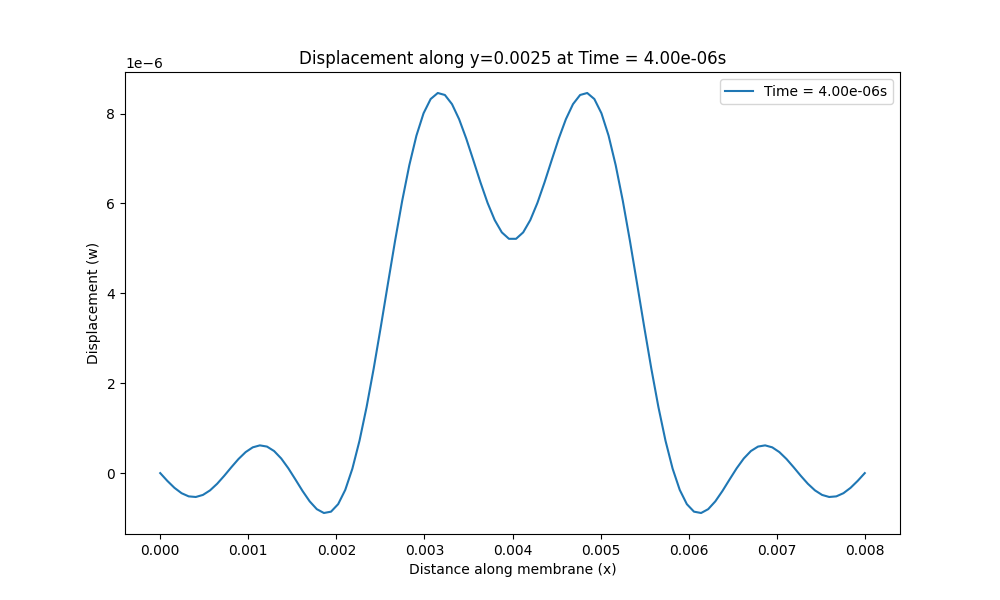 Displacement along y=0.0025 at Time = 4.00e-06s
1e−6
Time = 4.00e-06s
8
6
4
2
0
Displacement (w)
0.000 0.001 0.002 0.003 0.004 0.005 0.006 0.007 0.008
Distance along membrane (x)